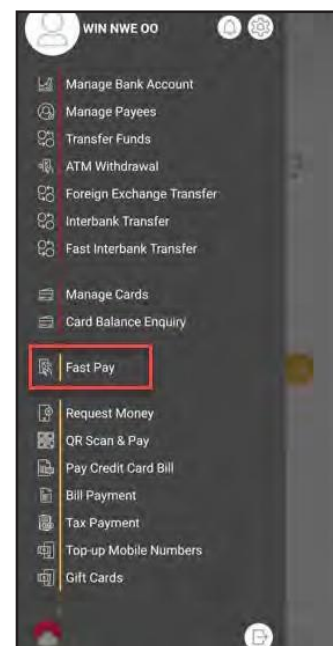 WIN NWE OO
Manage Bank Account
Manage Payees
Transfer Funds
ATM Withdrawal
Foreign Exchange Transfer
Interbank Transfer
Fast Interbank Transfer
Manage Cards
Card Balance Enquiry
Fast Pay
Request Money
QR Scan & Pay
Pay Credit Card Bill
Bill Payment
Tax Payment
Top-up Mobile Numbers
Gift Cards